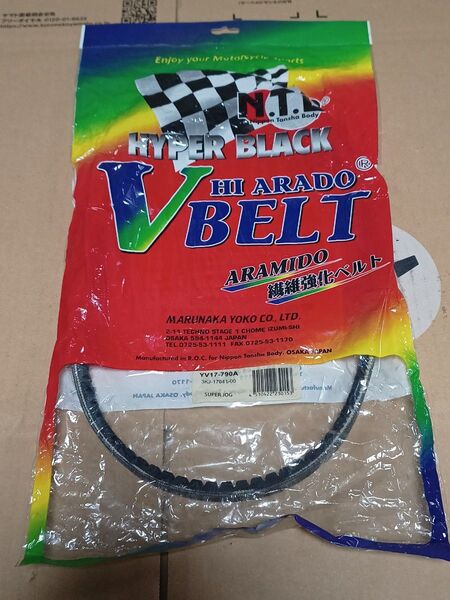 Enjoy your Motorcycle
N.T.B
Nippon Tansha Body
HYPER BLACK
V
HI ARADO
BELT
ARAMIDO
繊維強化ベルト
MARUNAKA YOKO CO., LTD.
2-11 TECHNO STAGE 1 CHOME IZUMI-SHI
OSAKA 594-1144 JAPAN
TEL.0725-53-1111 FAX 0725-53-1170
Manufactured in R.O.C. for Nippon Tansha Body. OSAKA JAPAN
YV17-790A
3KJ-17641-00
SUPER JOG